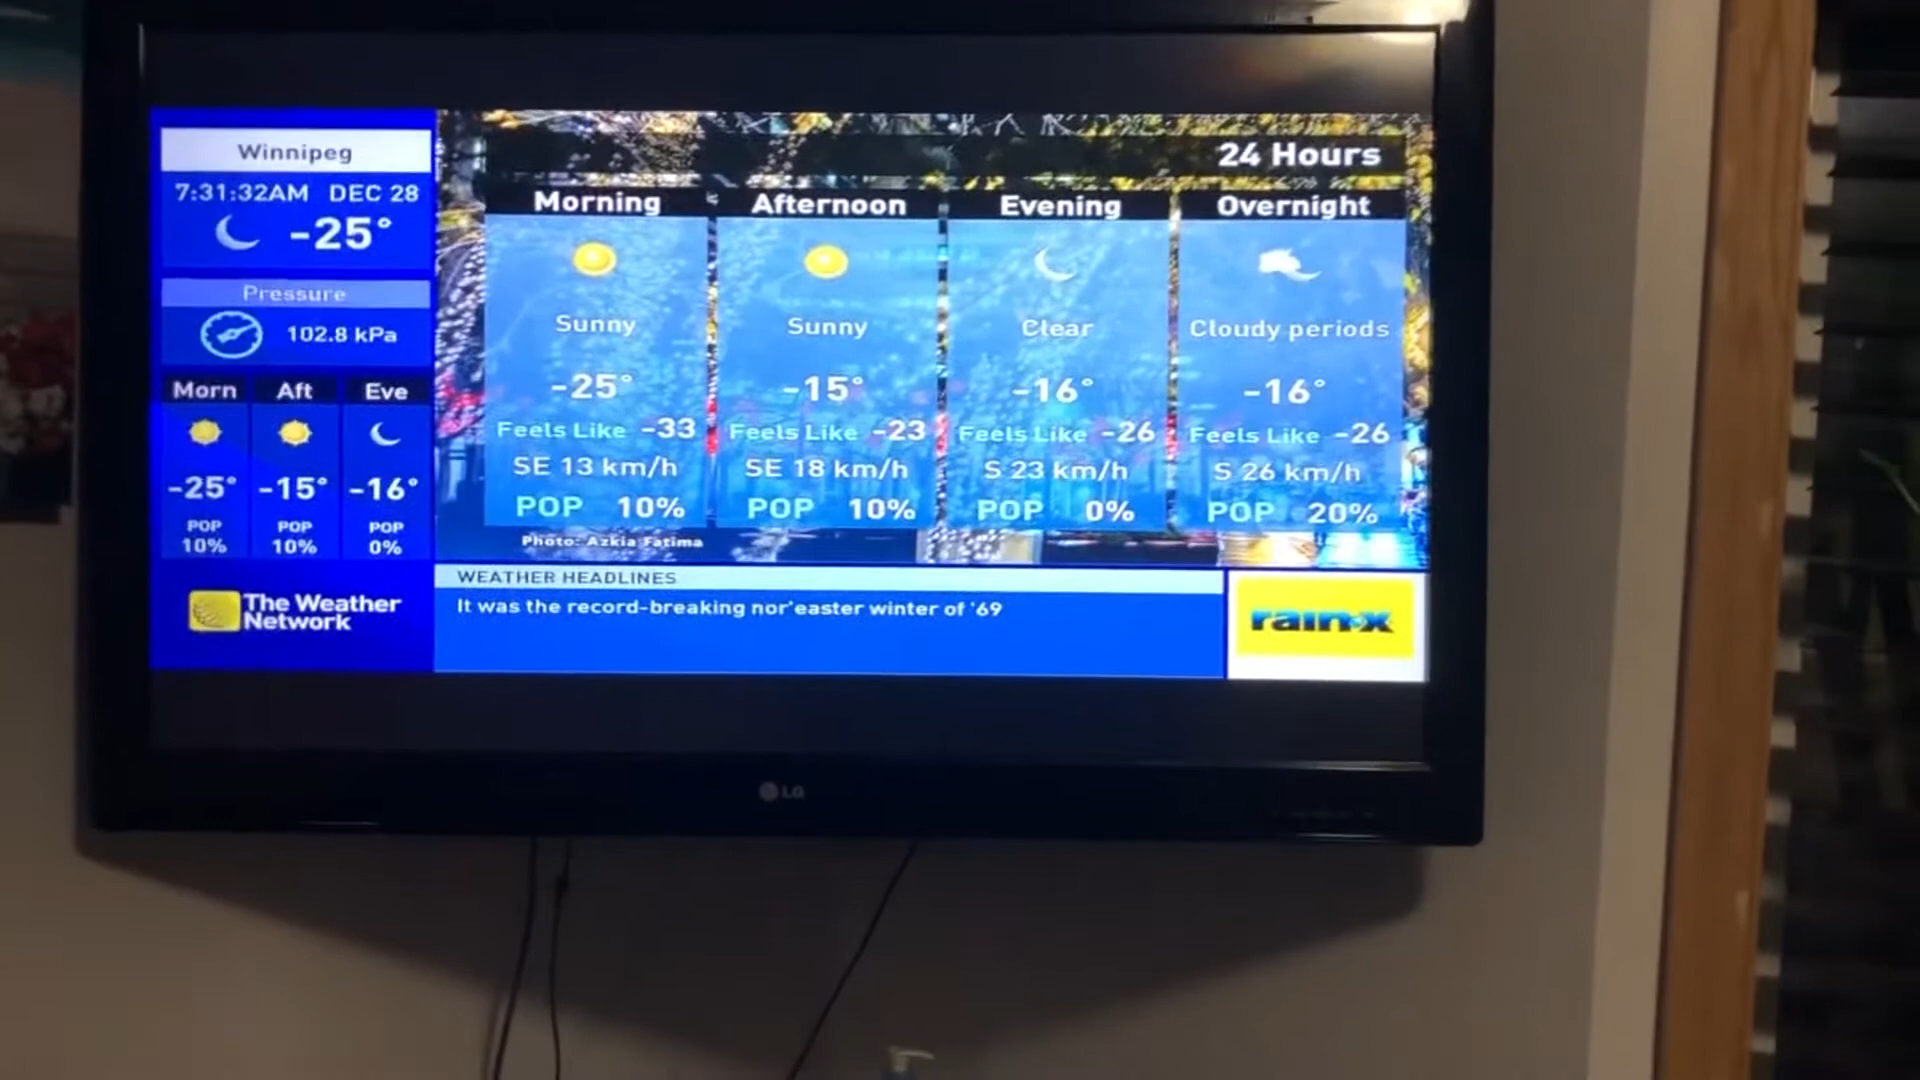 Winnipeg
7:31:32AM DEC 28
-25°
Pressure
102.8 kPa
Morn Aft Eve
-25° -15° -16°
POP POP POP
10% 10% 0%
The Weather
Network
24 Hours
Morning Afternoon Evening Overnight
Sunny Sunny Clear Cloudy periods
-25° -15° -16° -16°
Feels Like -33 Feels Like -23 Feels Like -26 Feels Like -26
SE 13 km/h SE 18 km/h S 23 km/h S 26 km/h
POP 10% POP 10% POP 0% POP 20%
Photo: Azkia Fatima
WEATHER HEADLINES
It was the record-breaking nor'easter winter of '69
rain-x
LG